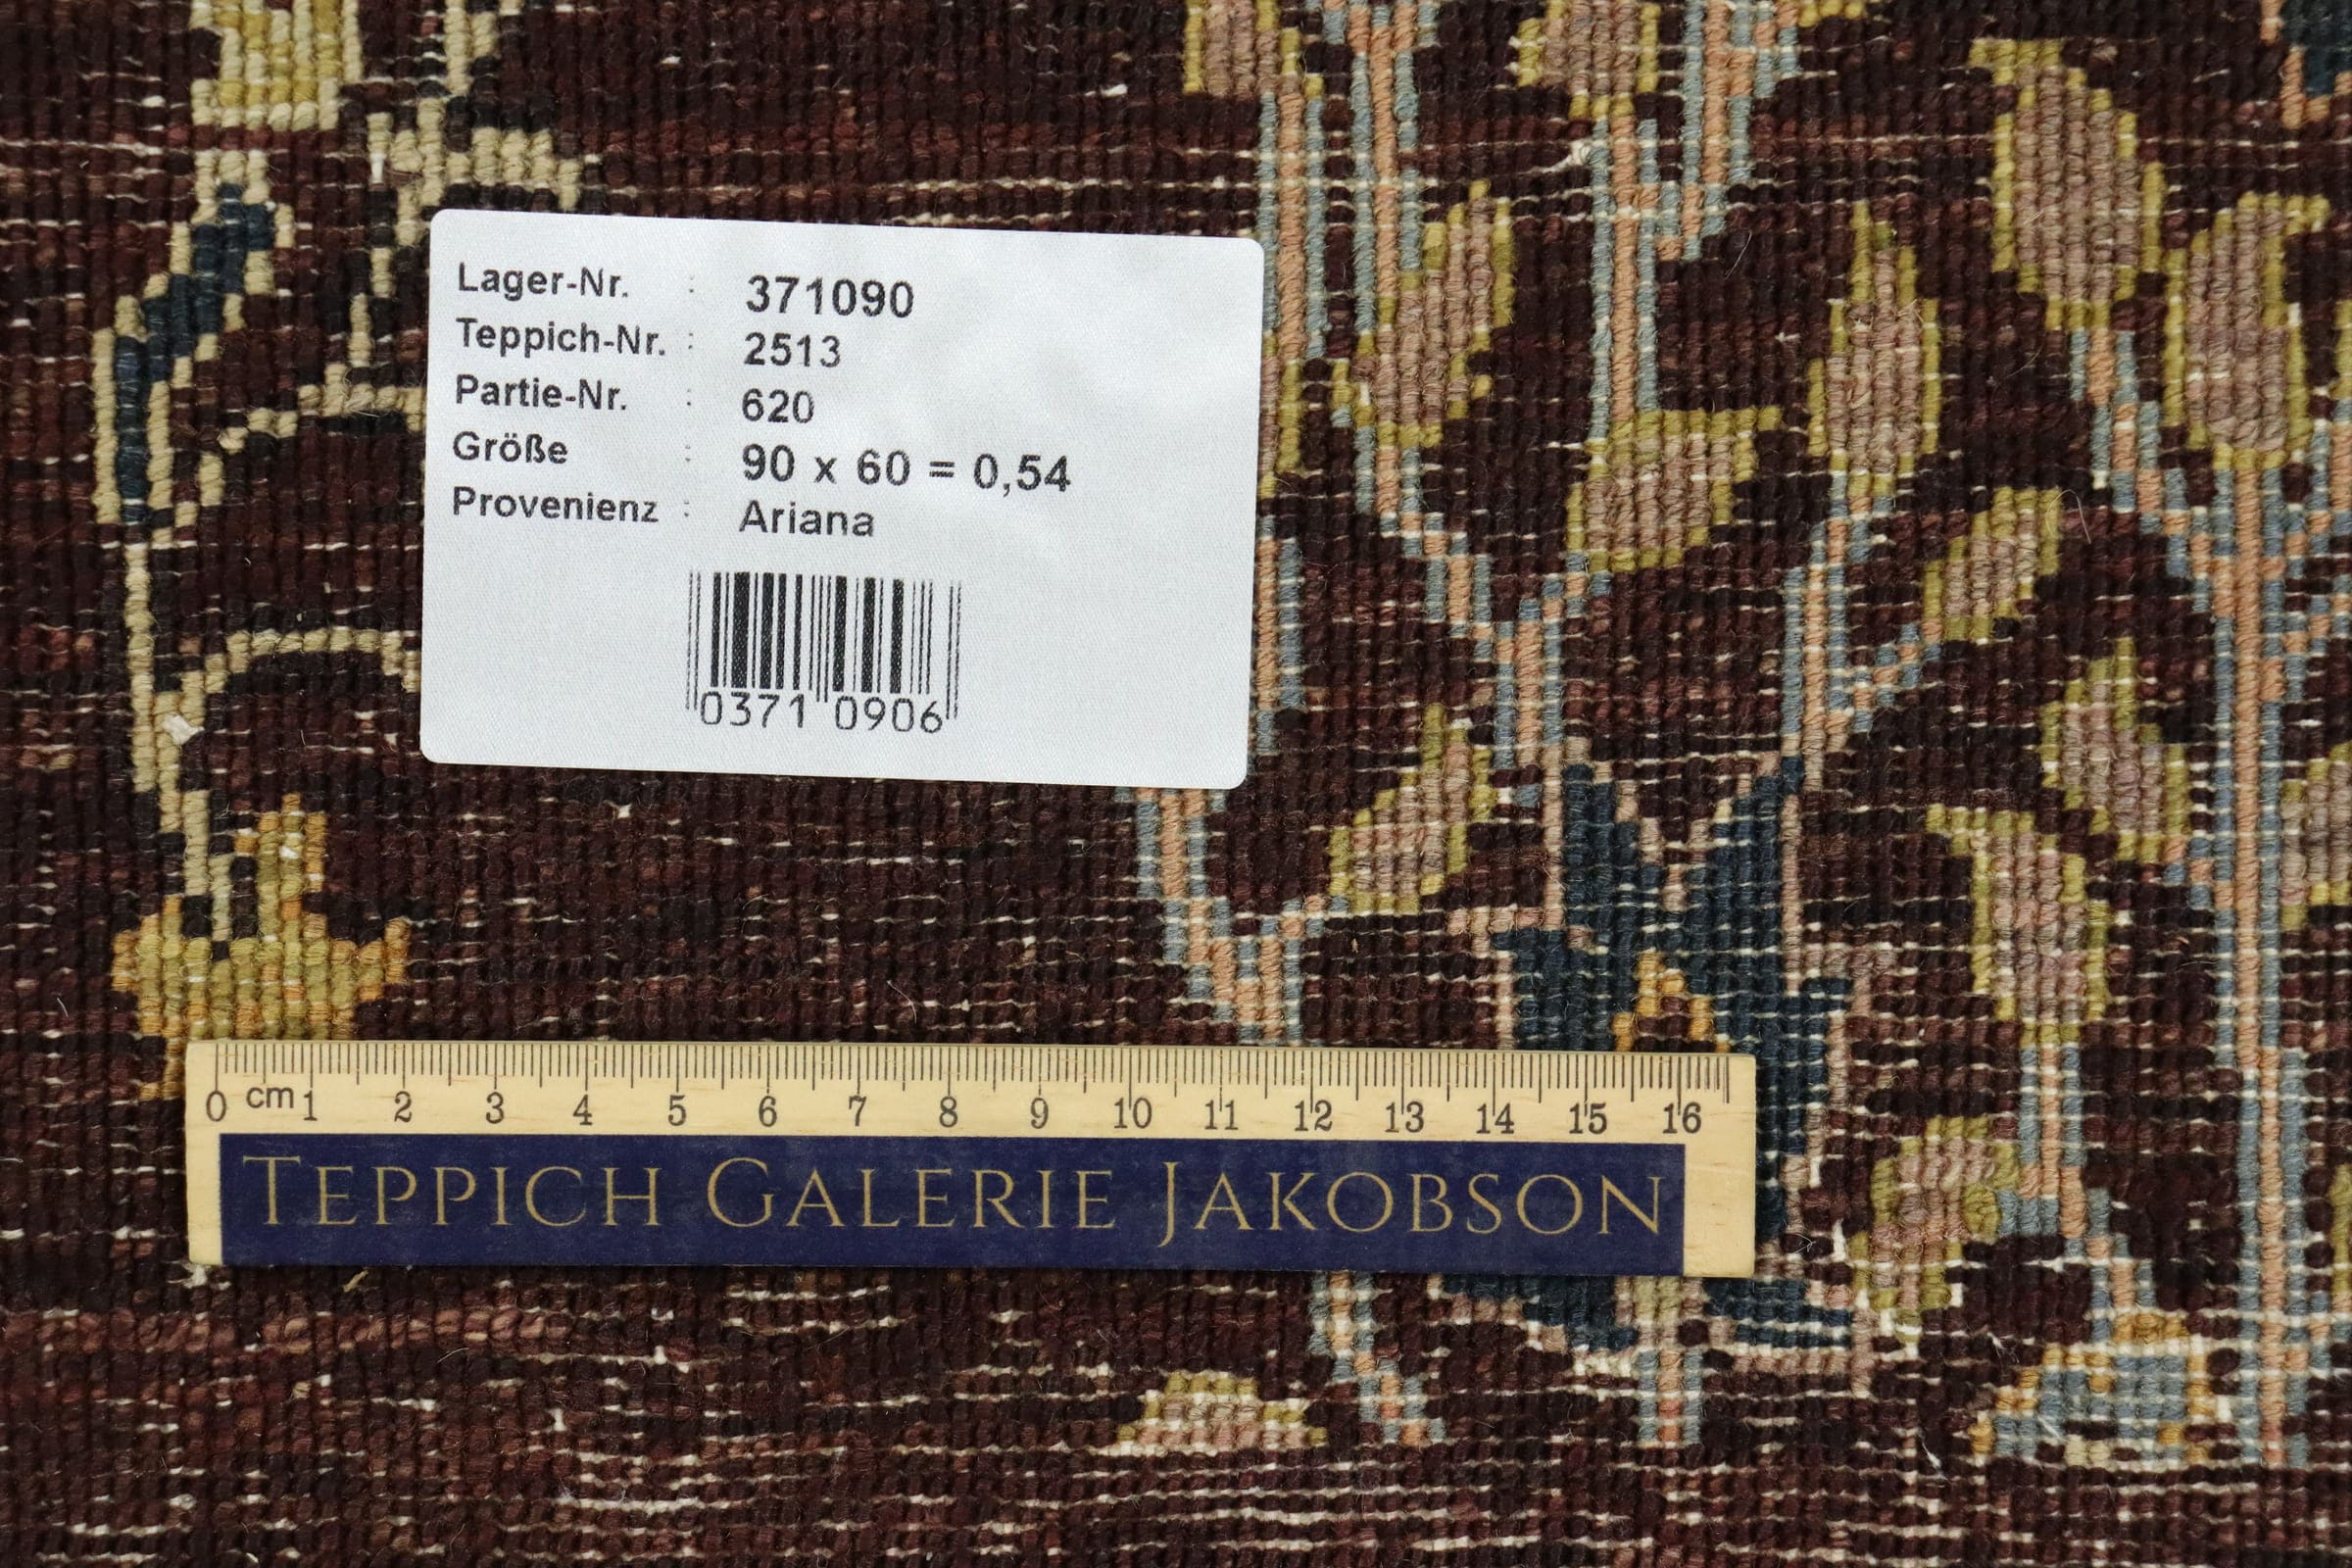 Lager-Nr. : 371090
Teppich-Nr. : 2513
Partie-Nr. : 620
Größe : 90 x 60 = 0,54
Provenienz : Ariana
0371 0906
0 cm 1 2 3 4 5 6 7 8 9 10 11 12 13 14 15 16
TEPPICH GALERIE JAKOBSON